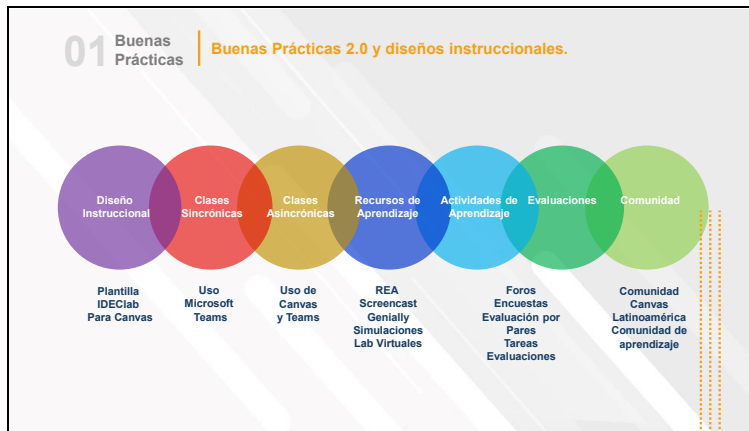 01 Buenas
Prácticas
Buenas Prácticas 2.0 y diseños instruccionales.
Diseño
Instruccional
Clases
Sincrónicas
Clases
Asincrónicas
Recursos de
Aprendizaje
Actividades de
Aprendizaje
Evaluaciones
Comunidad
Plantilla
IDEClab
Para Canvas
Uso
Microsoft
Teams
Uso de
Canvas
y Teams
REA
Screencast
Genially
Simulaciones
Lab Virtuales
Foros
Encuestas
Evaluación por
Pares
Tareas
Evaluaciones
Comunidad
Canvas
Latinoamérica
Comunidad de
aprendizaje